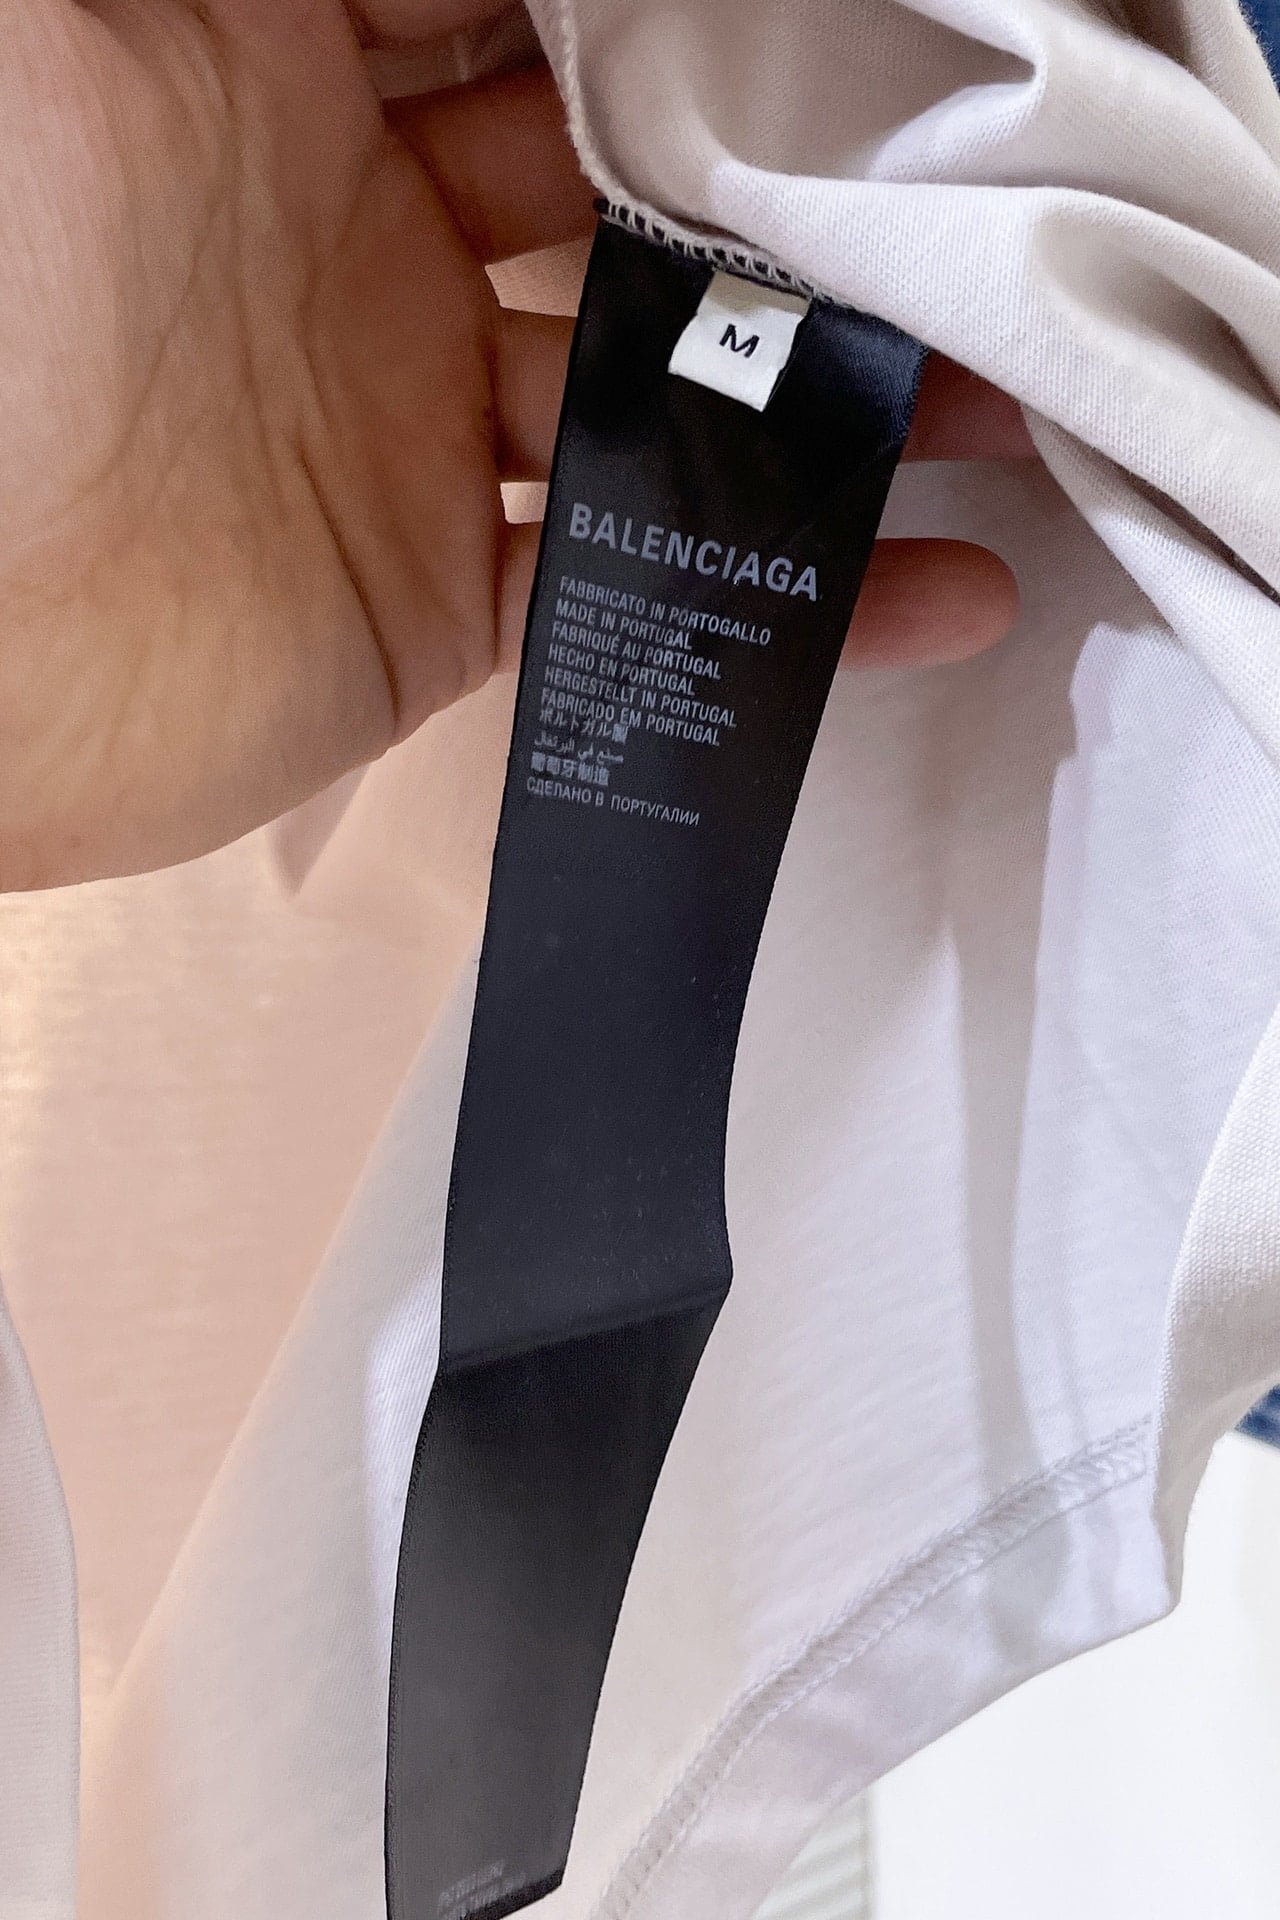 M
BALENCIAGA
FABBRICATO IN PORTOGALLO
MADE IN PORTUGAL
FABRIQUÉ AU PORTUGAL
HECHO EN PORTUGAL
HERGESTELLT IN PORTUGAL
FABRICADO EM PORTUGAL
ポルトガル製
صنع في البرتغال
葡萄牙制造
СДЕЛАНО В ПОРТУГАЛИИ